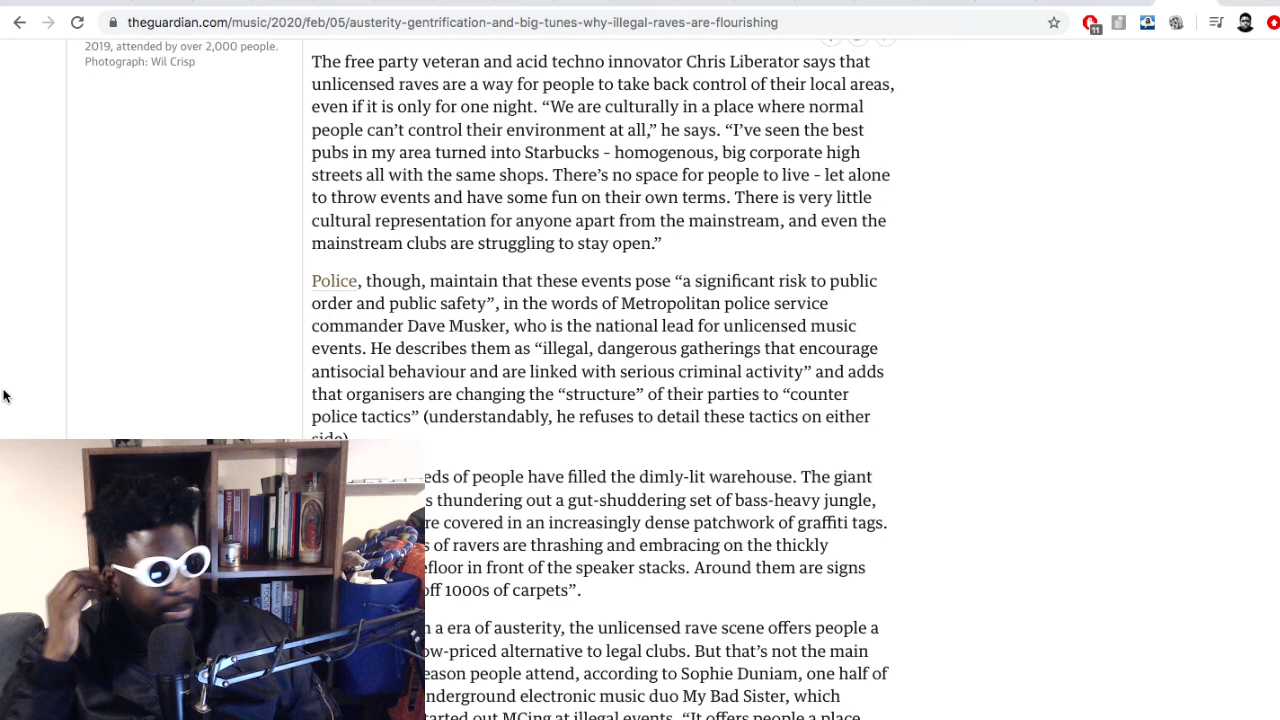 theguardian.com/music/2020/feb/05/austerity-gentrification-and-big-tunes-why-illegal-raves-are-flourishing
11
2019, attended by over 2,000 people.
Photograph: Wil Crisp
The free party veteran and acid techno innovator Chris Liberator says that
unlicensed raves are a way for people to take back control of their local areas,
even if it is only for one night. “We are culturally in a place where normal
people can’t control their environment at all,” he says. “I’ve seen the best
pubs in my area turned into Starbucks – homogenous, big corporate high
streets all with the same shops. There’s no space for people to live – let alone
to throw events and have some fun on their own terms. There is very little
cultural representation for anyone apart from the mainstream, and even the
mainstream clubs are struggling to stay open.”
Police, though, maintain that these events pose “a significant risk to public
order and public safety”, in the words of Metropolitan police service
commander Dave Musker, who is the national lead for unlicensed music
events. He describes them as “illegal, dangerous gatherings that encourage
antisocial behaviour and are linked with serious criminal activity” and adds
that organisers are changing the “structure” of their parties to “counter
police tactics” (understandably, he refuses to detail these tactics on either
side)
eds of people have filled the dimly-lit warehouse. The giant
s thundering out a gut-shuddering set of bass-heavy jungle,
re covered in an increasingly dense patchwork of graffiti tags.
s of ravers are thrashing and embracing on the thickly
efloor in front of the speaker stacks. Around them are signs
off 1000s of carpets”.
n a era of austerity, the unlicensed rave scene offers people a
ow-priced alternative to legal clubs. But that’s not the main
eason people attend, according to Sophie Duniam, one half of
nderground electronic music duo My Bad Sister, which
tarted out MCing at illegal events. “It offers people a place